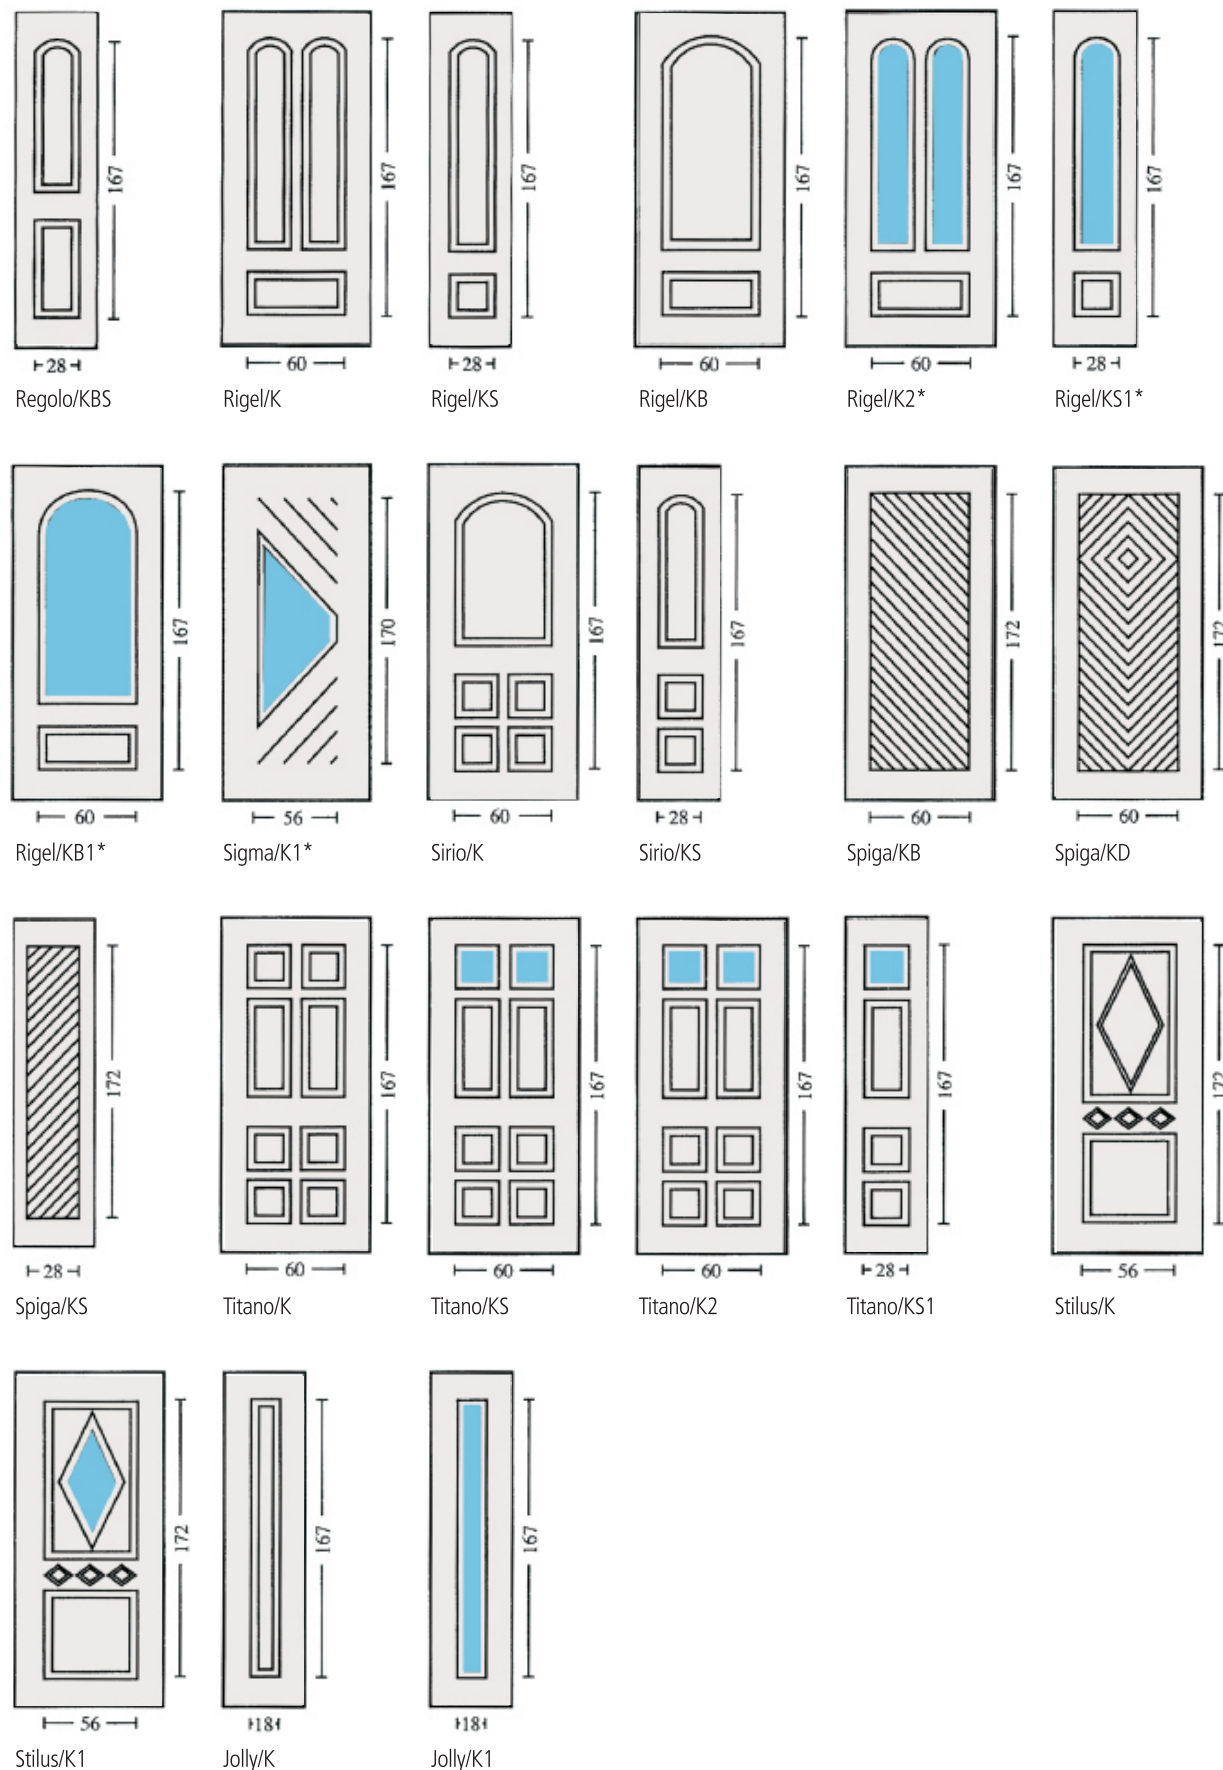 167 167 167 167 167 167
28 60 28 60 60 28
Regolo/KBS Rigel/K Rigel/KS Rigel/KB Rigel/K2* Rigel/KS1*
167 170 167 167 172 172
60 56 60 28 60 60
Rigel/KB1* Sigma/K1* Sirio/K Sirio/KS Spiga/KB Spiga/KD
172 167 167 167 167 172
28 60 60 60 28 56
Spiga/KS Titano/K Titano/KS Titano/K2 Titano/KS1 Stilus/K
172 167 167
56 18 18
Stilus/K1 Jolly/K Jolly/K1